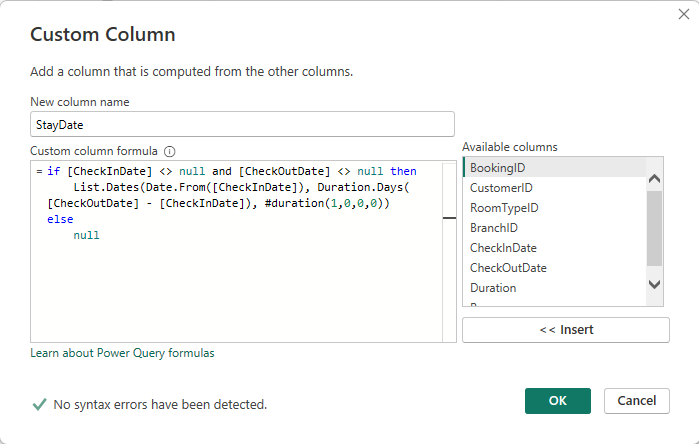 Custom Column
Add a column that is computed from the other columns.
New column name
StayDate
Custom column formula
= if [CheckInDate] <> null and [CheckOutDate] <> null then
List.Dates(Date.From([CheckInDate]), Duration.Days(
[CheckOutDate] - [CheckInDate]), #duration(1,0,0,0))
else
null
Available columns
BookingID
CustomerID
RoomTypeID
BranchID
CheckInDate
CheckOutDate
Duration
<< Insert
Learn about Power Query formulas
No syntax errors have been detected.
OK
Cancel